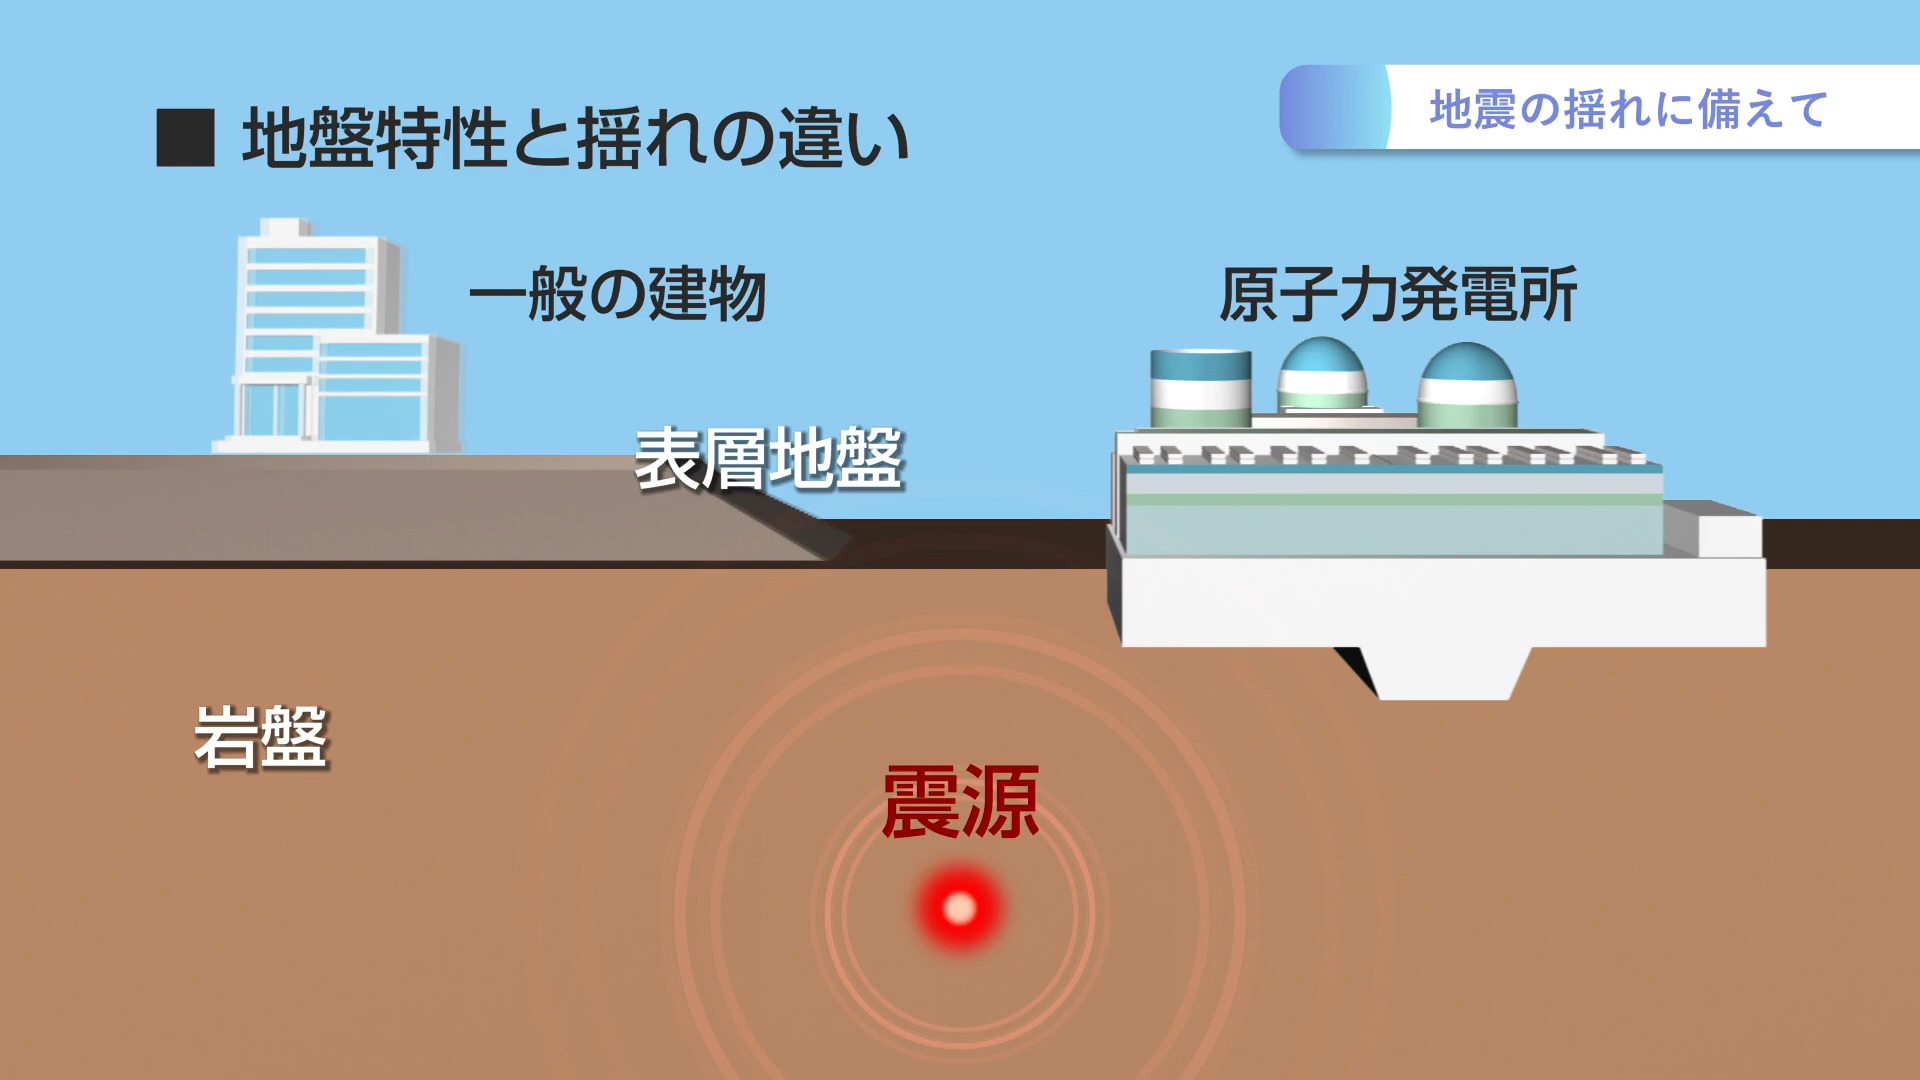 地震の揺れに備えて
■ 地盤特性と揺れの違い
一般の建物
原子力発電所
表層地盤
岩盤
震源